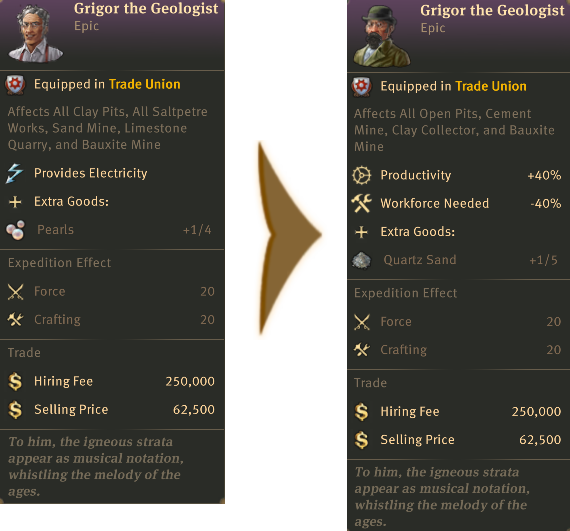 Grigor the Geologist
Epic
Equipped in Trade Union
Affects All Clay Pits, All Saltpetre
Works, Sand Mine, Limestone
Quarry, and Bauxite Mine
Provides Electricity
Extra Goods:
Pearls +1/4
Expedition Effect
Force 20
Crafting 20
Trade
Hiring Fee 250,000
Selling Price 62,500
To him, the igneous strata
appear as musical notation,
whistling the melody of the
ages.
Grigor the Geologist
Epic
Equipped in Trade Union
Affects All Open Pits, Cement
Mine, Clay Collector, and Bauxite
Mine
Productivity +40%
Workforce Needed -40%
Extra Goods:
Quartz Sand +1/5
Expedition Effect
Force 20
Crafting 20
Trade
Hiring Fee 250,000
Selling Price 62,500
To him, the igneous strata
appear as musical notation,
whistling the melody of the
ages.